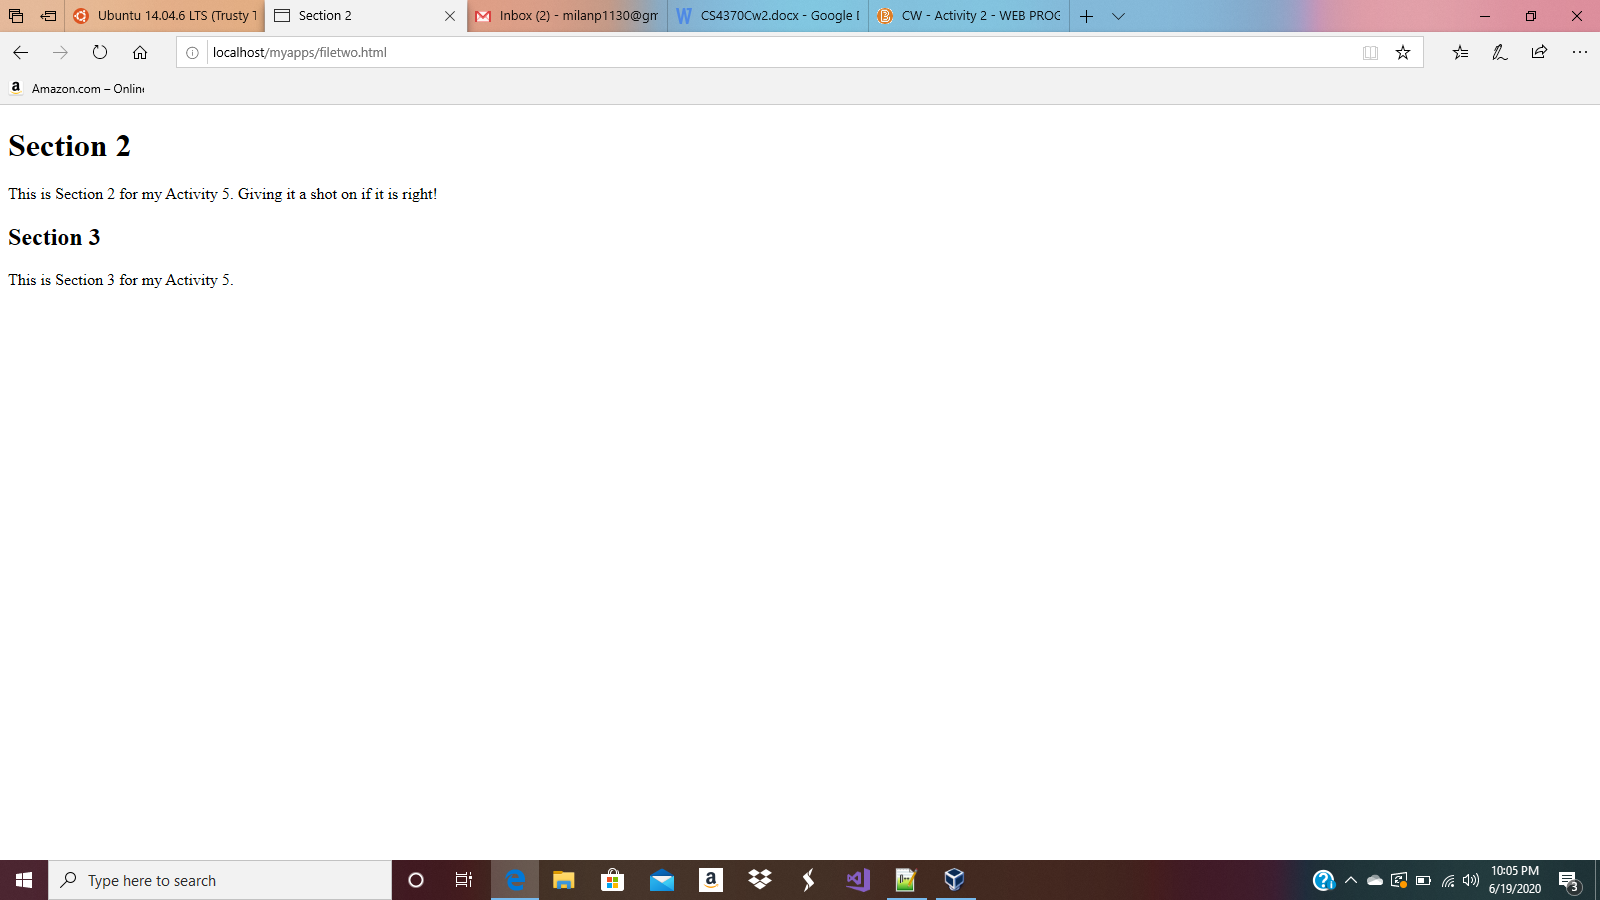 Ubuntu 14.04.6 LTS (Trusty T
Section 2
Inbox (2) - milanp1130@gm
CS4370Cw2.docx - Google D
CW - Activity 2 - WEB PROG
localhost/myapps/filetwo.html
Amazon.com – Online
Section 2
This is Section 2 for my Activity 5. Giving it a shot on if it is right!
Section 3
This is Section 3 for my Activity 5.
Type here to search
10:05 PM
6/19/2020
3